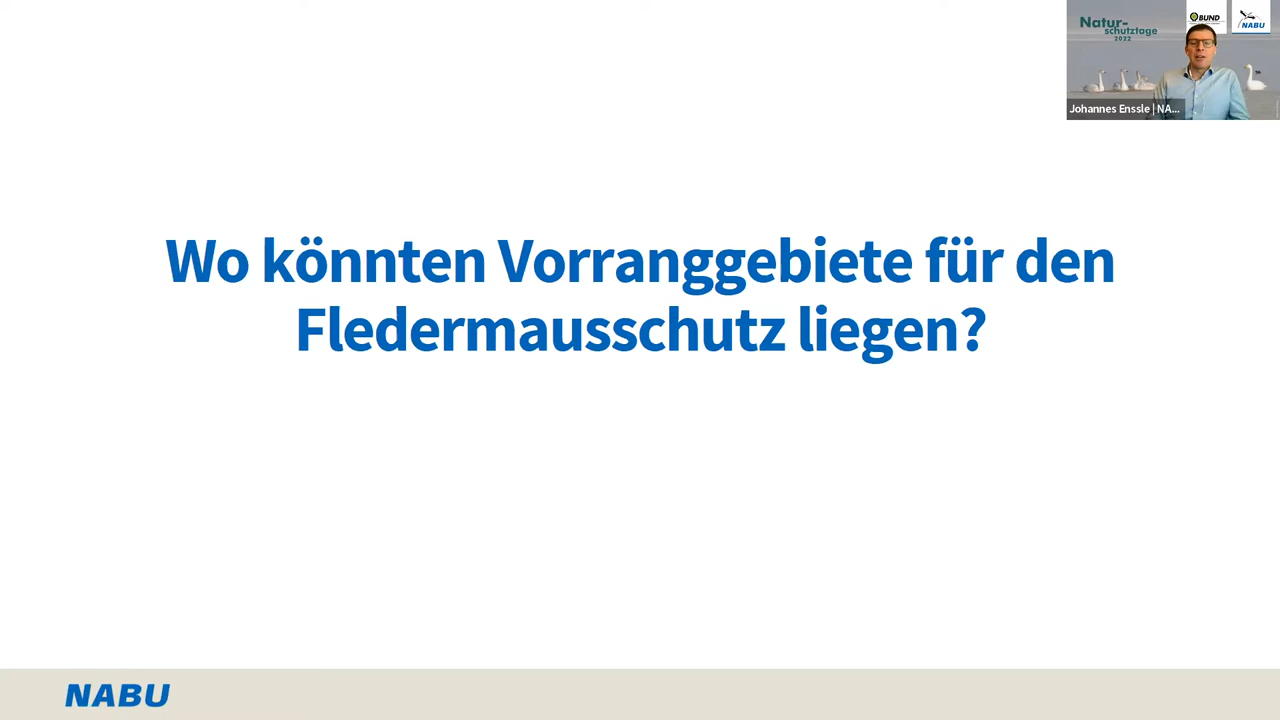 Natur-
schutztage
2022
BUND
NABU
Johannes Enssle | NA...
Wo könnten Vorranggebiete für den
Fledermausschutz liegen?
NABU